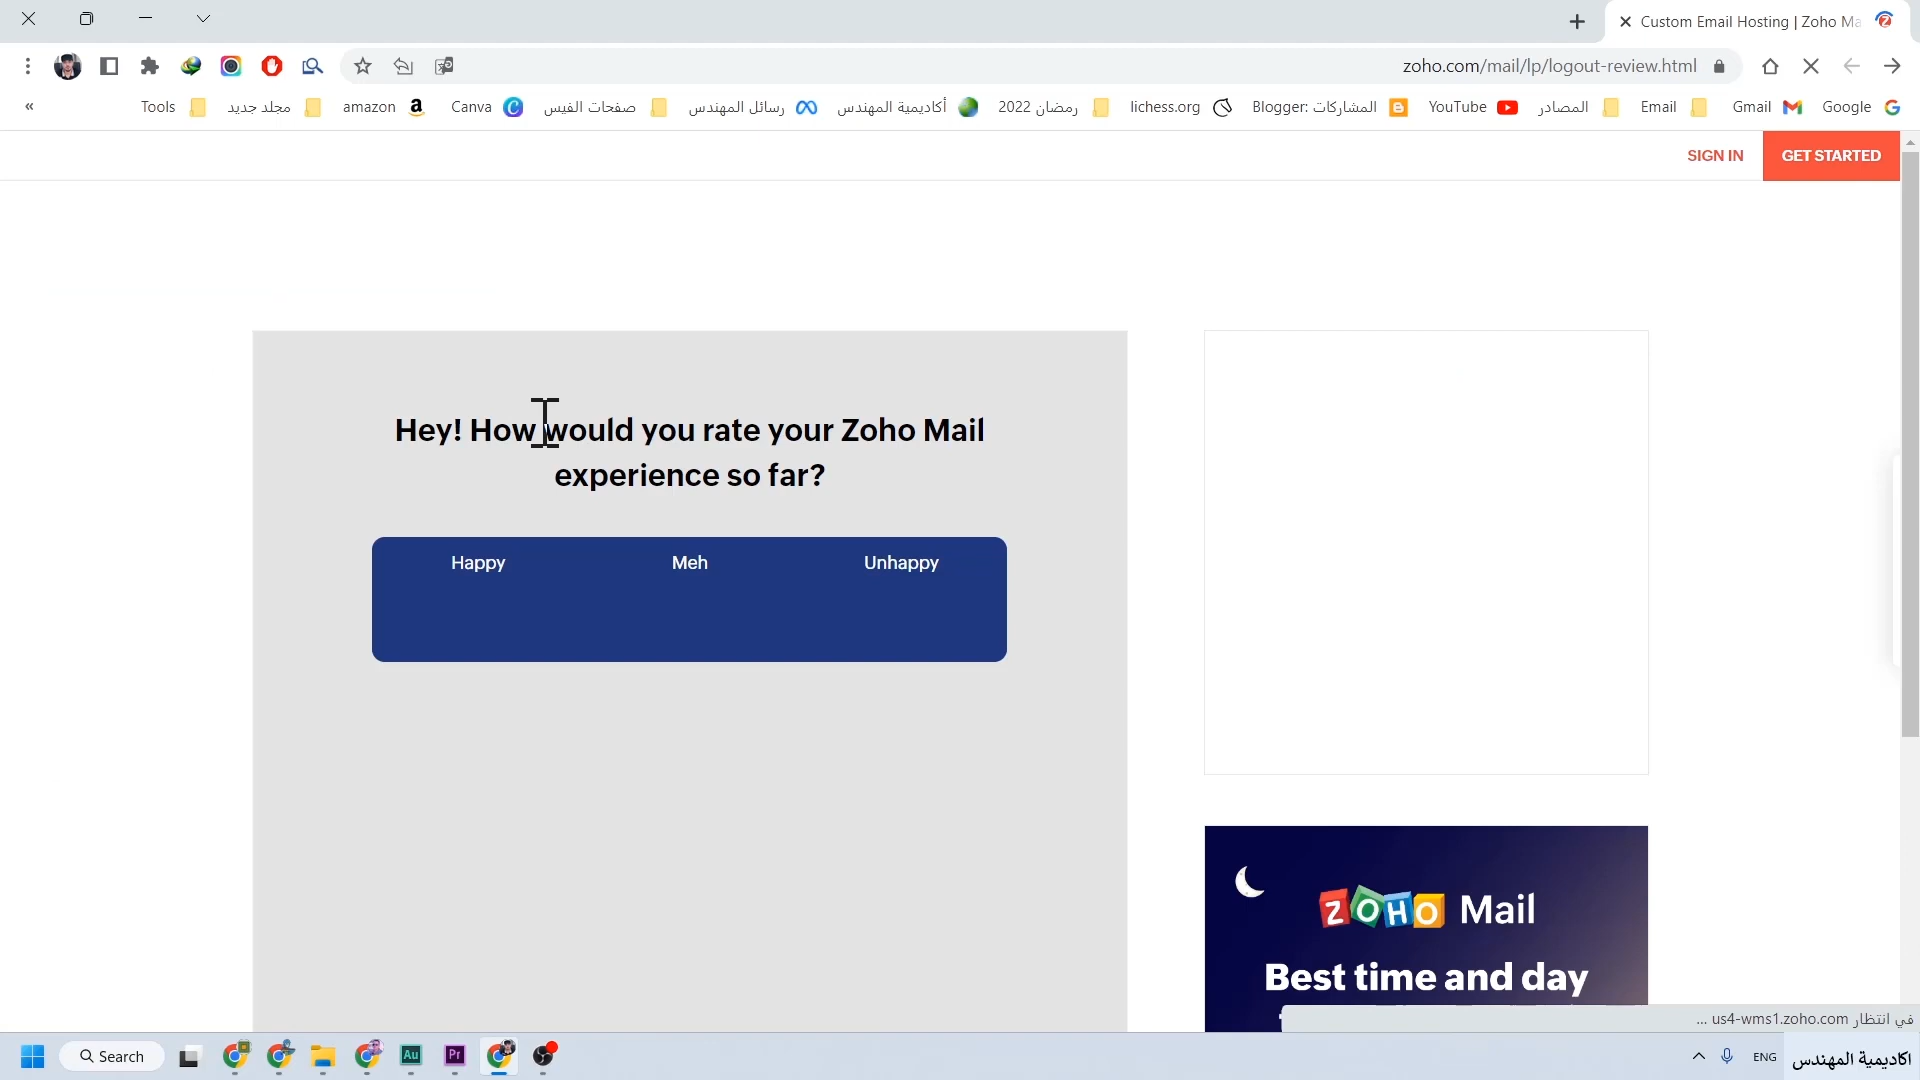 Custom Email Hosting | Zoho Ma
zoho.com/mail/lp/logout-review.html
« Tools مجلد جديد amazon Canva صفحات الفيس رسائل المهندس أكاديمية المهندس رمضان 2022 lichess.org Blogger: المشاركات YouTube المصادر Email Gmail Google
SIGN IN GET STARTED
Hey! How would you rate your Zoho Mail
experience so far?
Happy Meh Unhappy
ZOHO Mail
Best time and day
في انتظار us4-wms1.zoho.com ...
Search Au Pr ENG اكاديمية المهندس